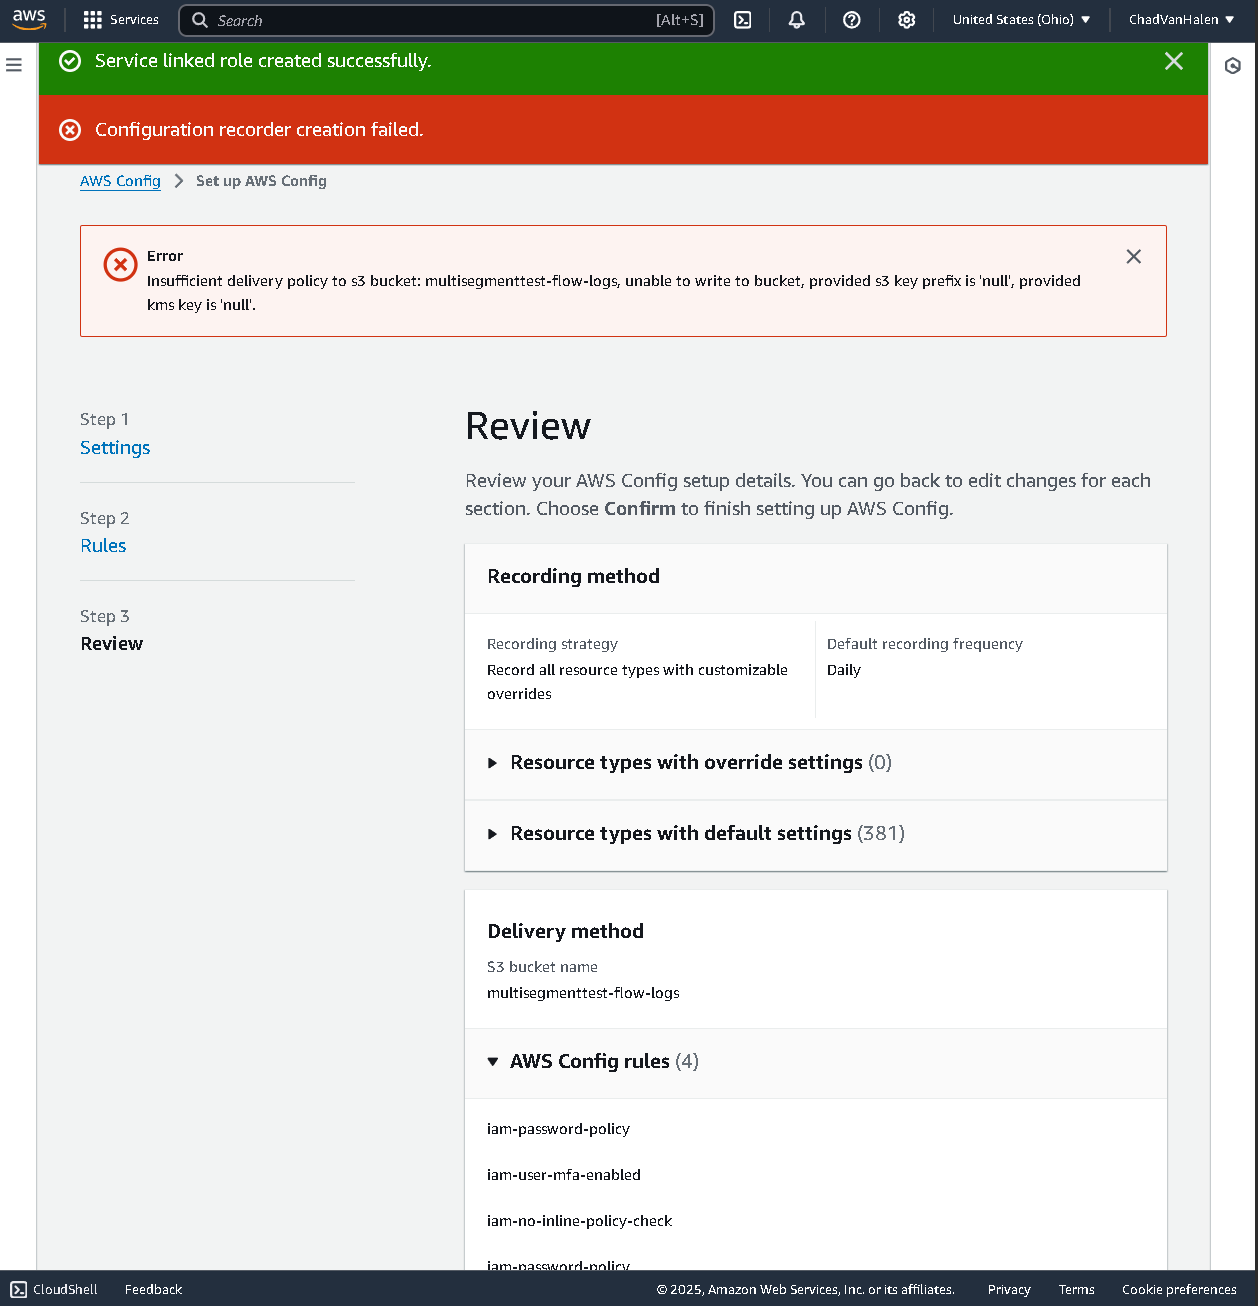 aws
Services
Search
[Alt+S]
United States (Ohio) ▼
ChadVanHalen ▼
Service linked role created successfully.
Configuration recorder creation failed.
AWS Config > Set up AWS Config
Error
Insufficient delivery policy to s3 bucket: multisegmenttest-flow-logs, unable to write to bucket, provided s3 key prefix is 'null', provided
kms key is 'null'.
Step 1
Settings
Step 2
Rules
Step 3
Review
Review
Review your AWS Config setup details. You can go back to edit changes for each
section. Choose Confirm to finish setting up AWS Config.
Recording method
Recording strategy
Record all resource types with customizable
overrides
Default recording frequency
Daily
Resource types with override settings (0)
Resource types with default settings (381)
Delivery method
S3 bucket name
multisegmenttest-flow-logs
AWS Config rules (4)
iam-password-policy
iam-user-mfa-enabled
iam-no-inline-policy-check
iam-password-policy
CloudShell
Feedback
© 2025, Amazon Web Services, Inc. or its affiliates.
Privacy
Terms
Cookie preferences